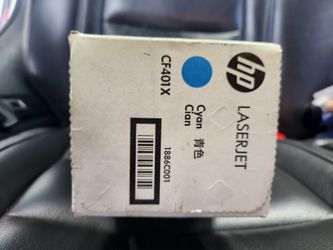 hp
LASERJET
Cyan 青色
Cian
CF401X
1886C001